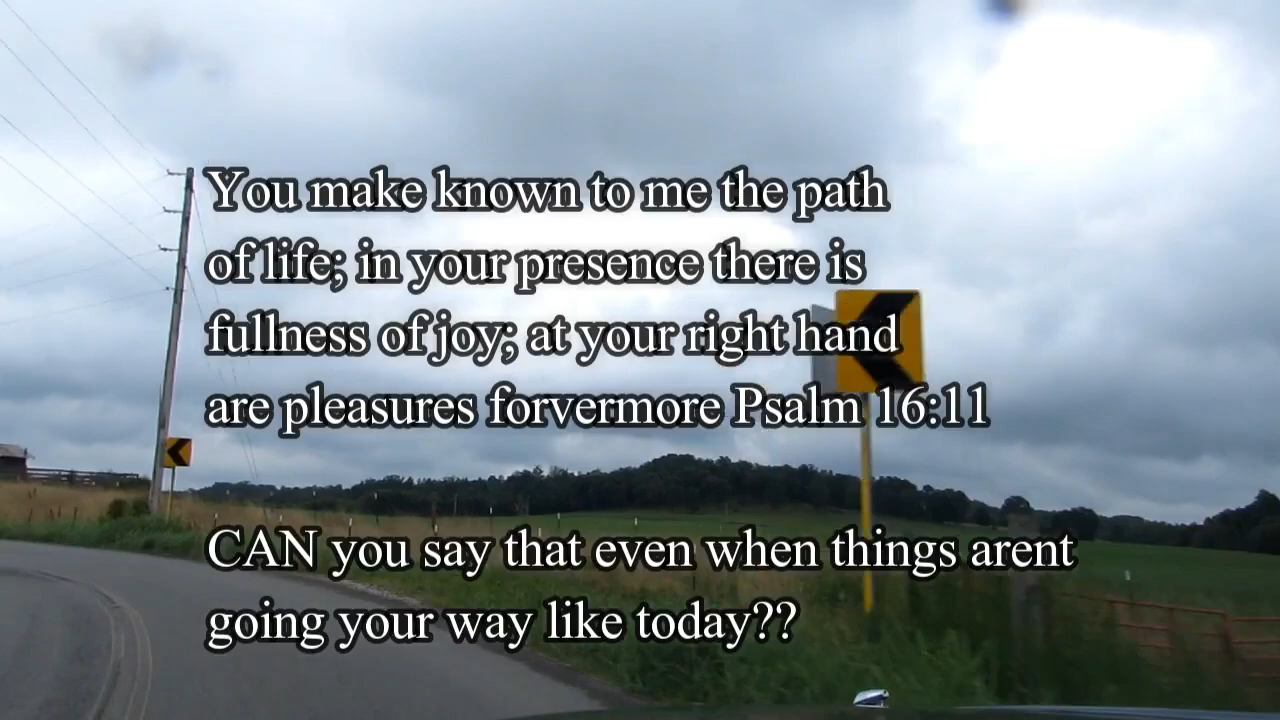 You make known to me the path
of life; in your presence there is
fullness of joy; at your right hand
are pleasures forvermore Psalm 16:11
CAN you say that even when things arent
going your way like today??